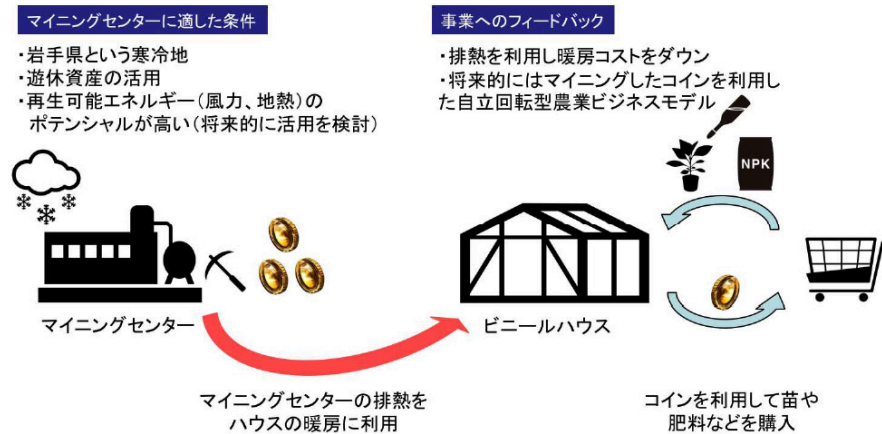 マイニングセンターに適した条件
・岩手県という寒冷地
・遊休資産の活用
・再生可能エネルギー(風力、地熱)の
ポテンシャルが高い(将来的に活用を検討)
事業へのフィードバック
・排熱を利用し暖房コストをダウン
・将来的にはマイニングしたコインを利用し
た自立回転型農業ビジネスモデル
NPK
マイニングセンター
ビニールハウス
マイニングセンターの排熱を
ハウスの暖房に利用
コインを利用して苗や
肥料などを購入